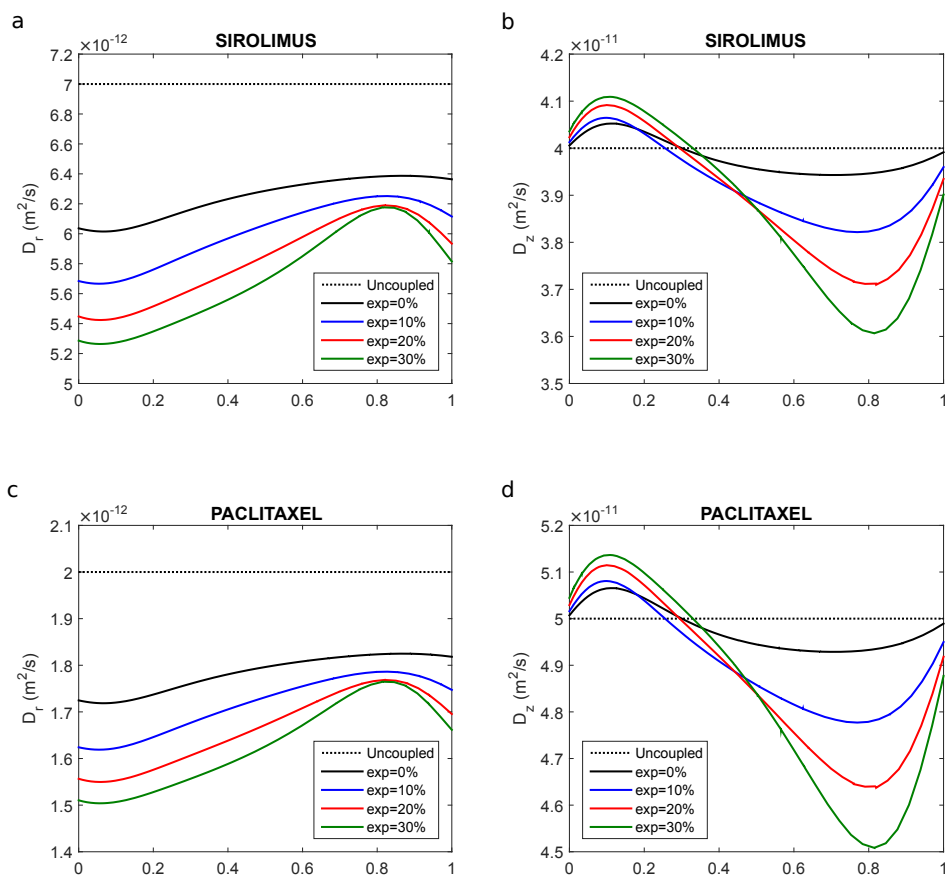 a
SIROLIMUS
×10⁻¹²
7.2
7
6.8
6.6
6.4
6.2
6
5.8
5.6
5.4
5.2
5
D_r (m²/s)
0 0.2 0.4 0.6 0.8 1
Uncoupled
exp=0%
exp=10%
exp=20%
exp=30%
b
SIROLIMUS
×10⁻¹¹
4.2
4.1
4
3.9
3.8
3.7
3.6
3.5
D_z (m²/s)
0 0.2 0.4 0.6 0.8 1
Uncoupled
exp=0%
exp=10%
exp=20%
exp=30%
c
PACLITAXEL
×10⁻¹²
2.1
2
1.9
1.8
1.7
1.6
1.5
1.4
D_r (m²/s)
0 0.2 0.4 0.6 0.8 1
Uncoupled
exp=0%
exp=10%
exp=20%
exp=30%
d
PACLITAXEL
×10⁻¹¹
5.2
5.1
5
4.9
4.8
4.7
4.6
4.5
D_z (m²/s)
0 0.2 0.4 0.6 0.8 1
Uncoupled
exp=0%
exp=10%
exp=20%
exp=30%